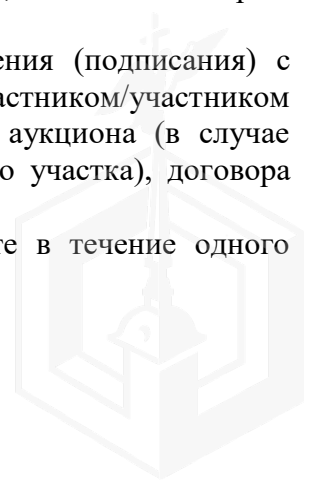 ения (подписания) с
астником/участником
аукциона (в случае
о участка), договора
те в течение одного